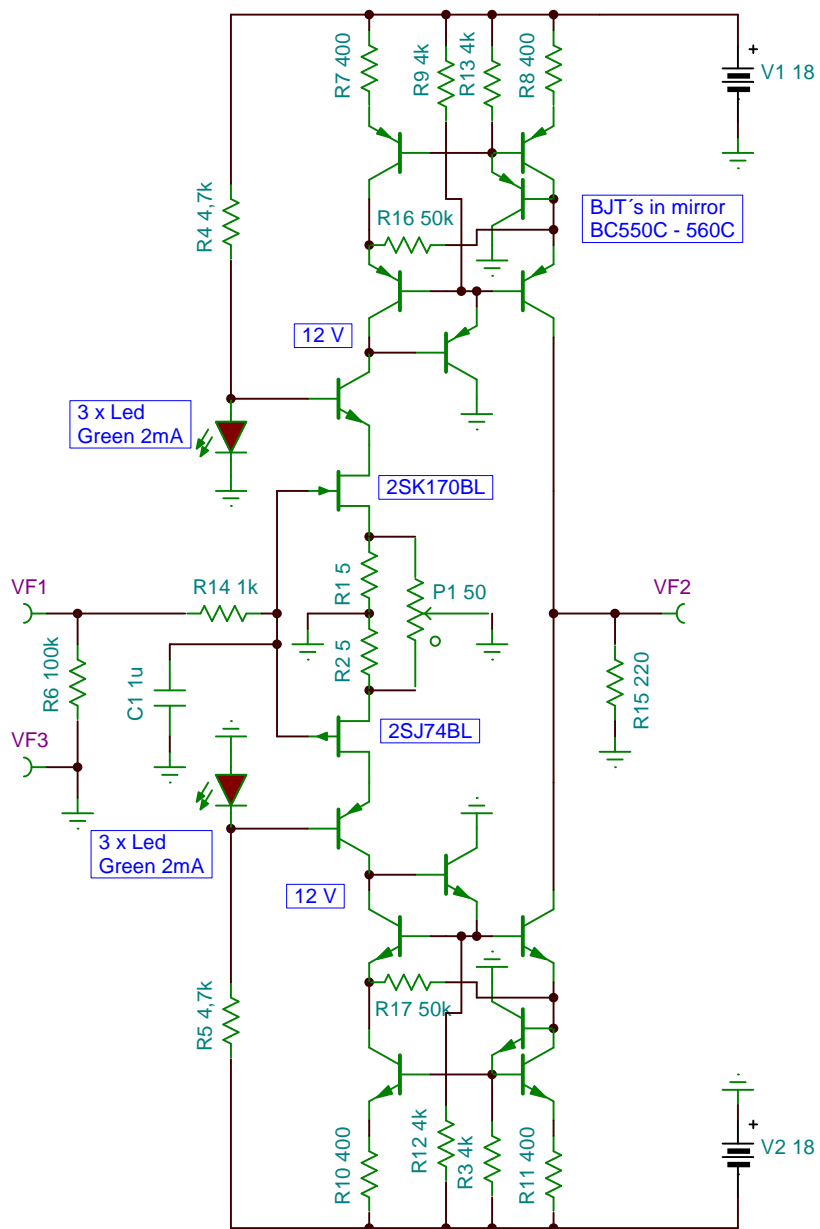 R7 400
R9 4k
R13 4k
R8 400
+
V1 18
R4 4,7k
BJT´s in mirror
BC550C - 560C
R16 50k
12 V
3 x Led
Green 2mA
2SK170BL
VF1
R14 1k
R1 5
P1 50
VF2
R6 100k
C1 1u
R2 5
R15 220
VF3
2SJ74BL
3 x Led
Green 2mA
12 V
R5 4,7k
R17 50k
R10 400
R12 4k
R3 4k
R11 400
+
V2 18